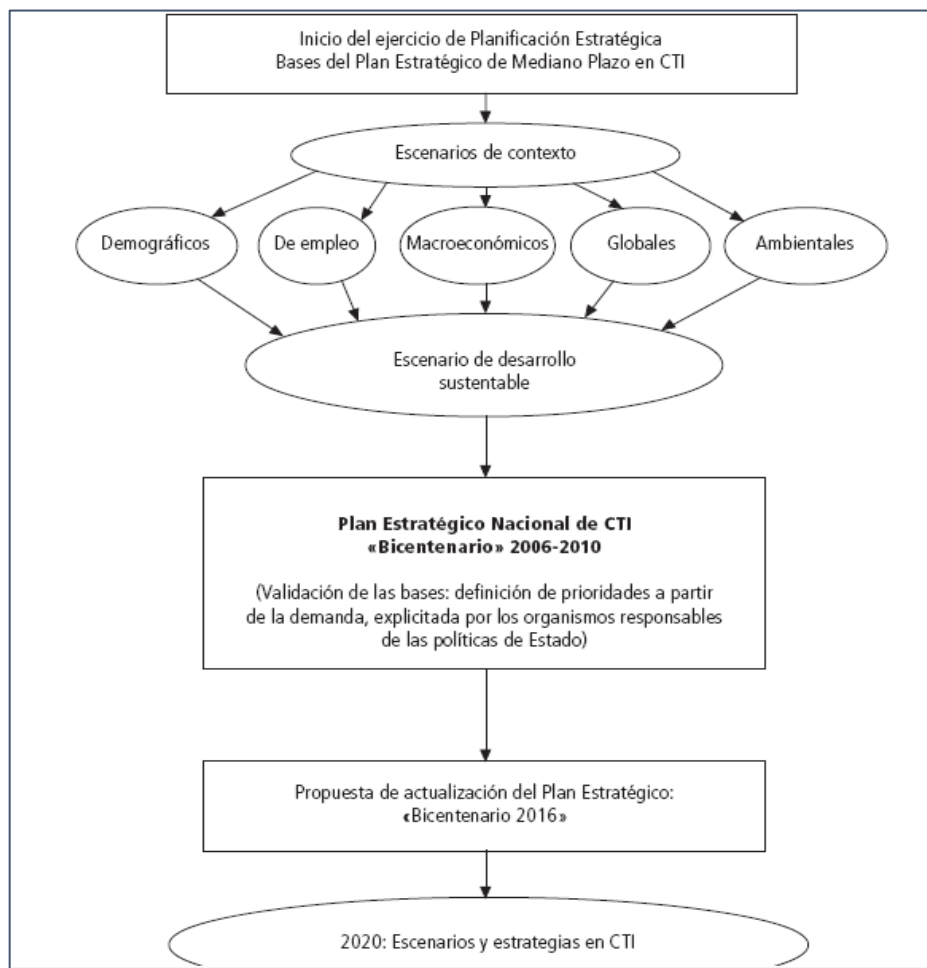 Inicio del ejercicio de Planificación Estratégica
Bases del Plan Estratégico de Mediano Plazo en CTI
Escenarios de contexto
Demográficos
De empleo
Macroeconómicos
Globales
Ambientales
Escenario de desarrollo
sustentable
Plan Estratégico Nacional de CTI
«Bicentenario» 2006-2010
(Validación de las bases: definición de prioridades a partir
de la demanda, explicitada por los organismos responsables
de las políticas de Estado)
Propuesta de actualización del Plan Estratégico:
«Bicentenario 2016»
2020: Escenarios y estrategias en CTI